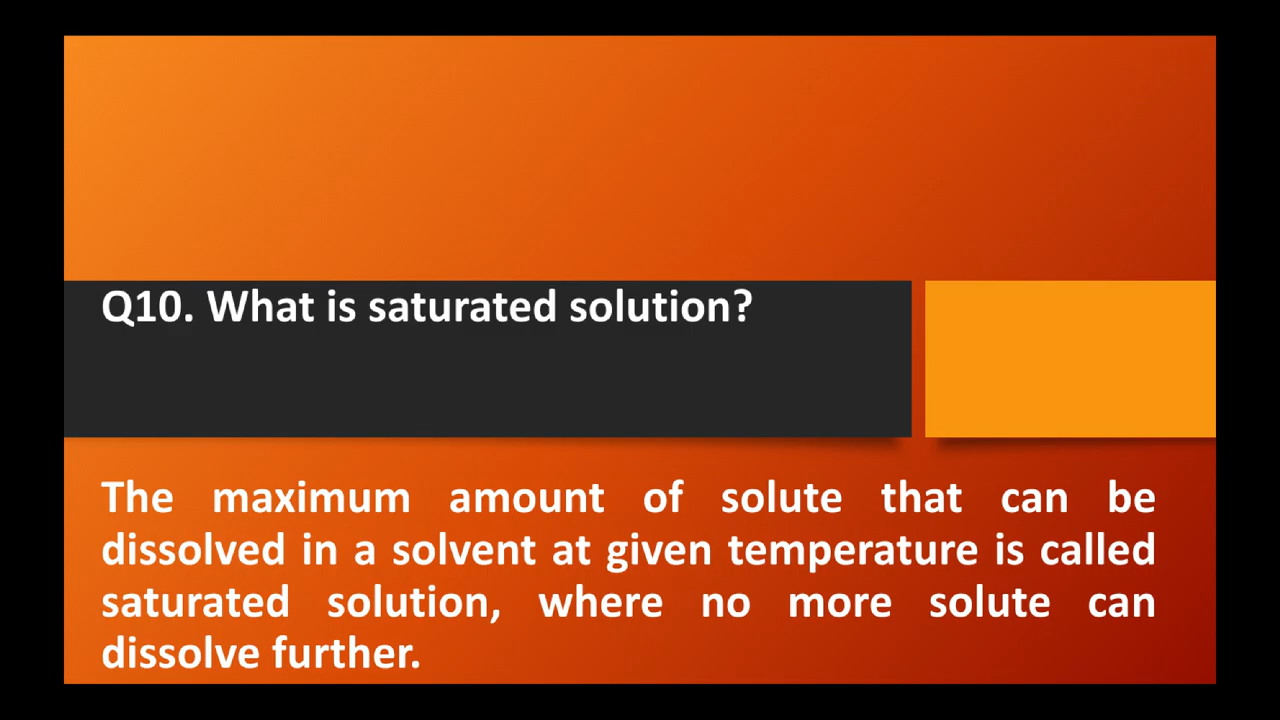 Q10. What is saturated solution?
The maximum amount of solute that can be
dissolved in a solvent at given temperature is called
saturated solution, where no more solute can
dissolve further.